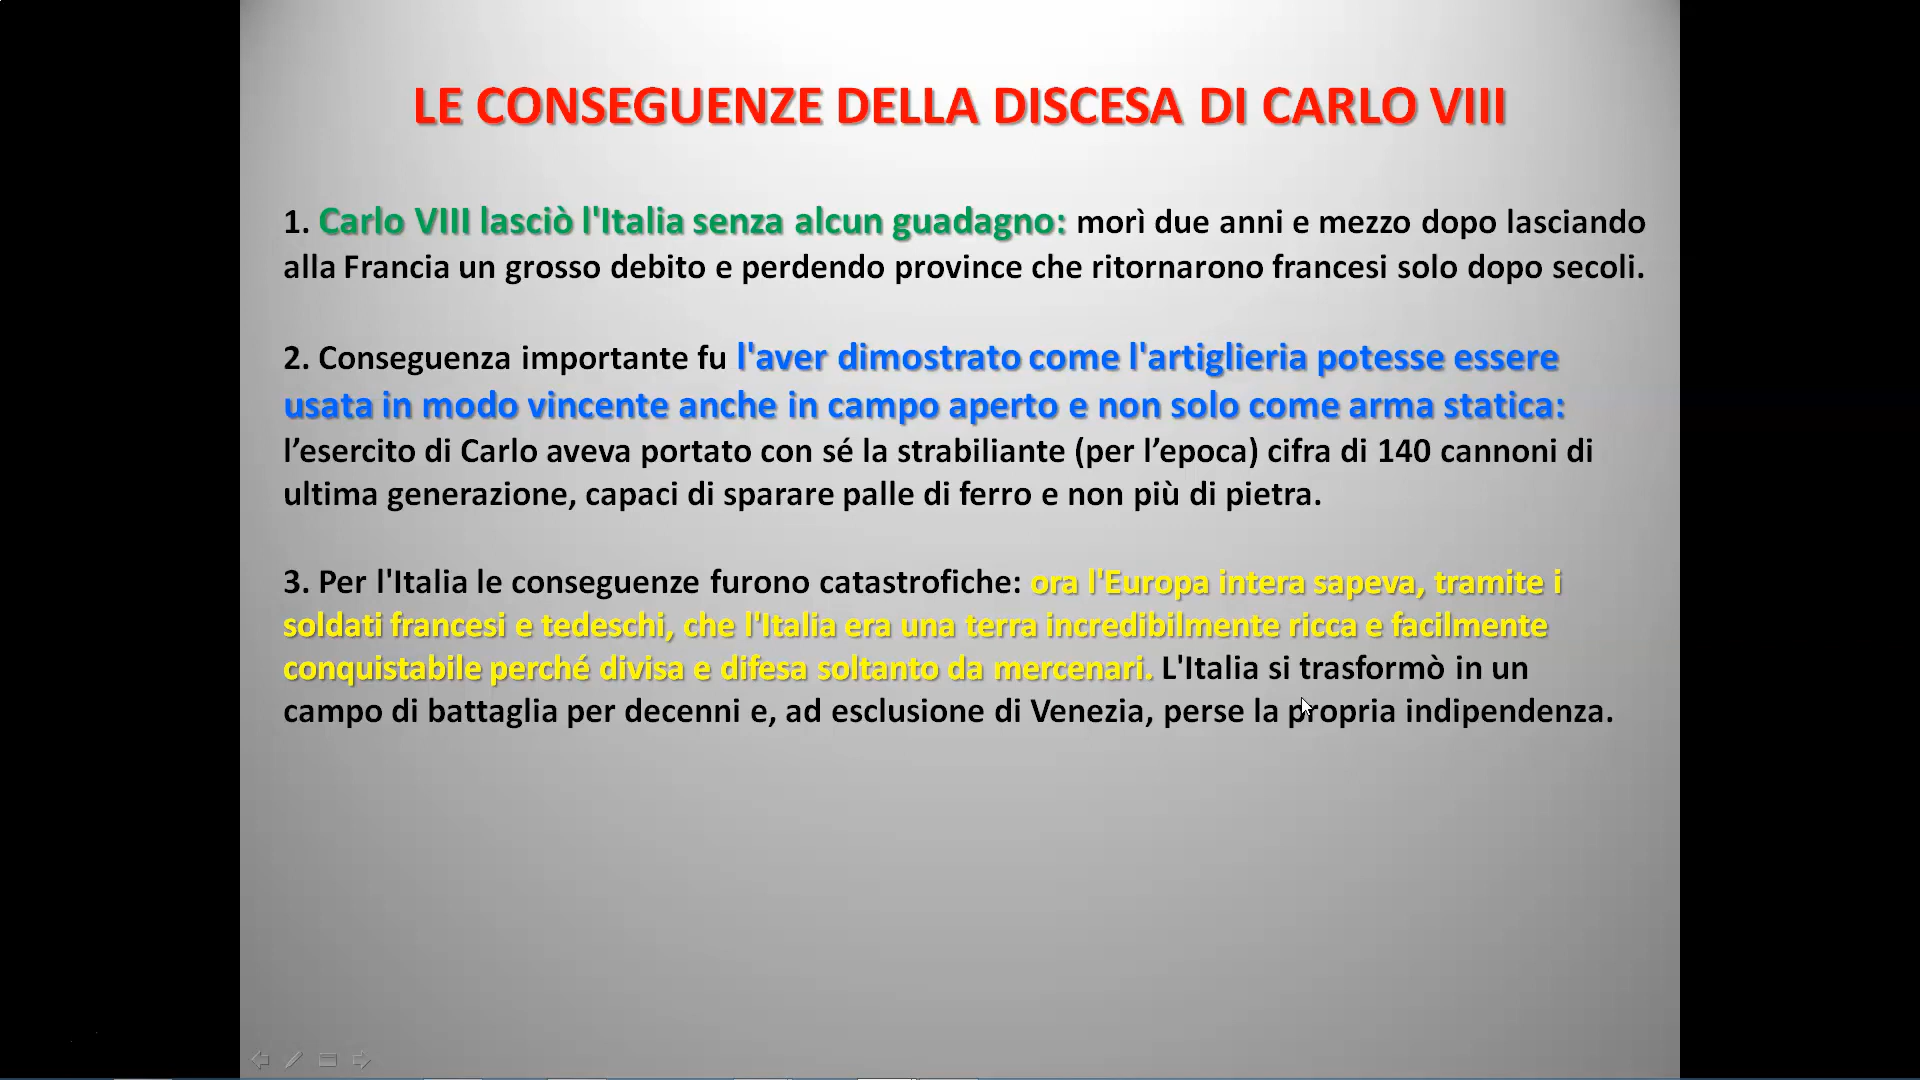 LE CONSEGUENZE DELLA DISCESA DI CARLO VIII
1. Carlo VIII lasciò l'Italia senza alcun guadagno: morì due anni e mezzo dopo lasciando
alla Francia un grosso debito e perdendo province che ritornarono francesi solo dopo secoli.
2. Conseguenza importante fu l'aver dimostrato come l'artiglieria potesse essere
usata in modo vincente anche in campo aperto e non solo come arma statica:
l’esercito di Carlo aveva portato con sé la strabiliante (per l’epoca) cifra di 140 cannoni di
ultima generazione, capaci di sparare palle di ferro e non più di pietra.
3. Per l'Italia le conseguenze furono catastrofiche: ora l'Europa intera sapeva, tramite i
soldati francesi e tedeschi, che l'Italia era una terra incredibilmente ricca e facilmente
conquistabile perché divisa e difesa soltanto da mercenari. L'Italia si trasformò in un
campo di battaglia per decenni e, ad esclusione di Venezia, perse la propria indipendenza.